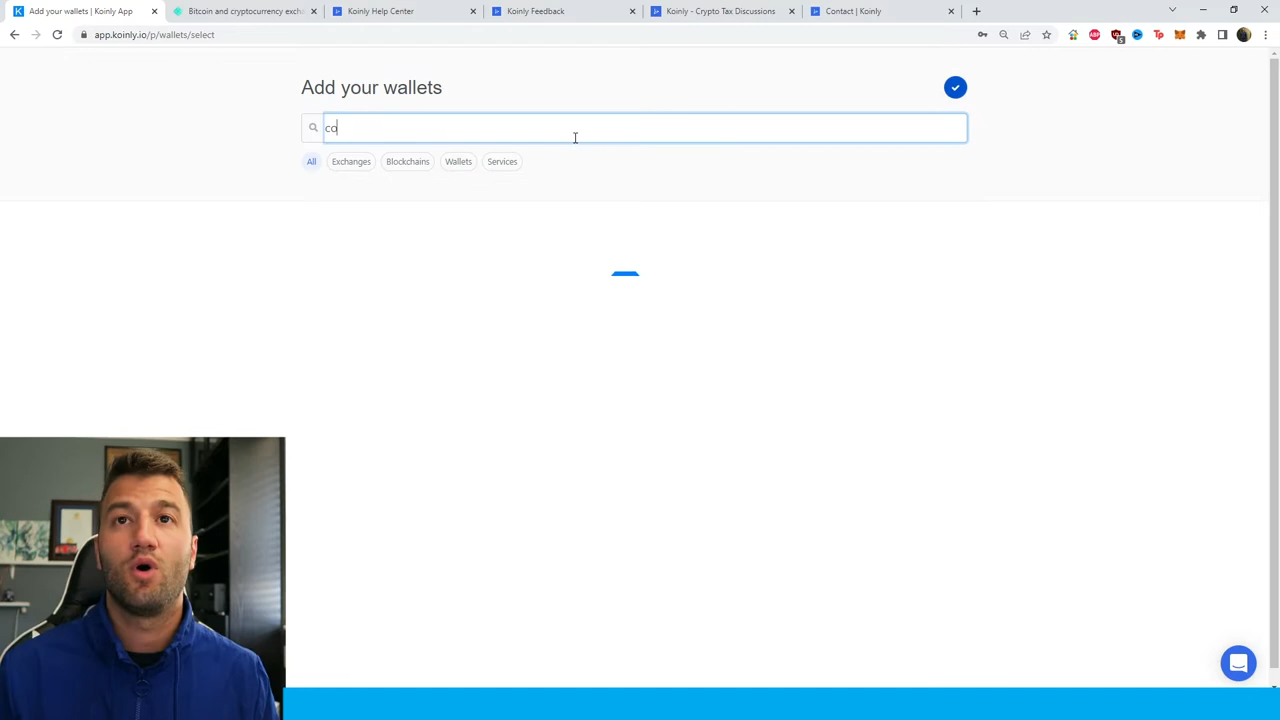 Add your wallets | Koinly App
Bitcoin and cryptocurrency excha
Koinly Help Center
Koinly Feedback
Koinly - Crypto Tax Discussions
Contact | Koinly
app.koinly.io/p/wallets/select
Add your wallets
co
All
Exchanges
Blockchains
Wallets
Services